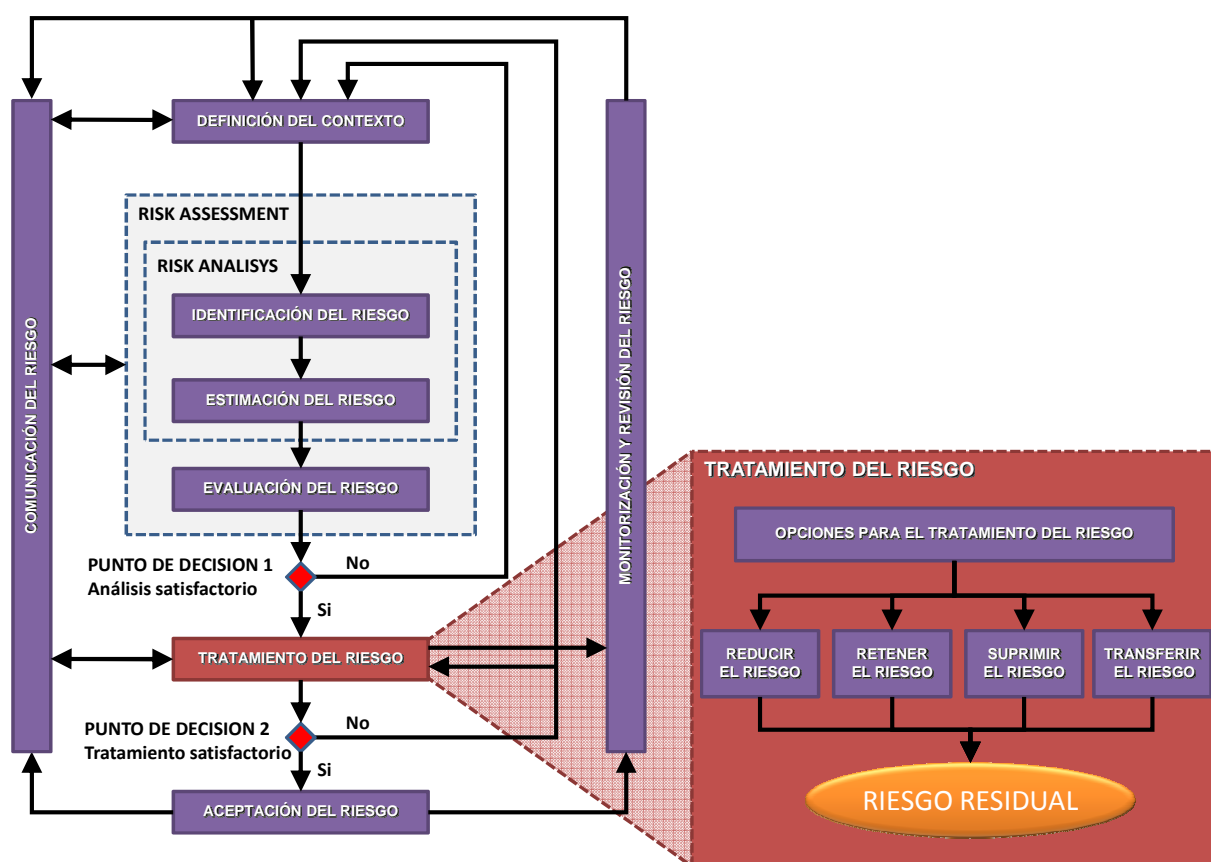 DEFINICIÓN DEL CONTEXTO
RISK ASSESSMENT
RISK ANALISYS
IDENTIFICACIÓN DEL RIESGO
ESTIMACIÓN DEL RIESGO
EVALUACIÓN DEL RIESGO
COMUNICACIÓN DEL RIESGO
MONITORIZACIÓN Y REVISIÓN DEL RIESGO
PUNTO DE DECISION 1
Análisis satisfactorio
No
Si
TRATAMIENTO DEL RIESGO
PUNTO DE DECISION 2
Tratamiento satisfactorio
No
Si
ACEPTACIÓN DEL RIESGO
TRATAMIENTO DEL RIESGO
OPCIONES PARA EL TRATAMIENTO DEL RIESGO
REDUCIR
EL RIESGO
RETENER
EL RIESGO
SUPRIMIR
EL RIESGO
TRANSFERIR
EL RIESGO
RIESGO RESIDUAL